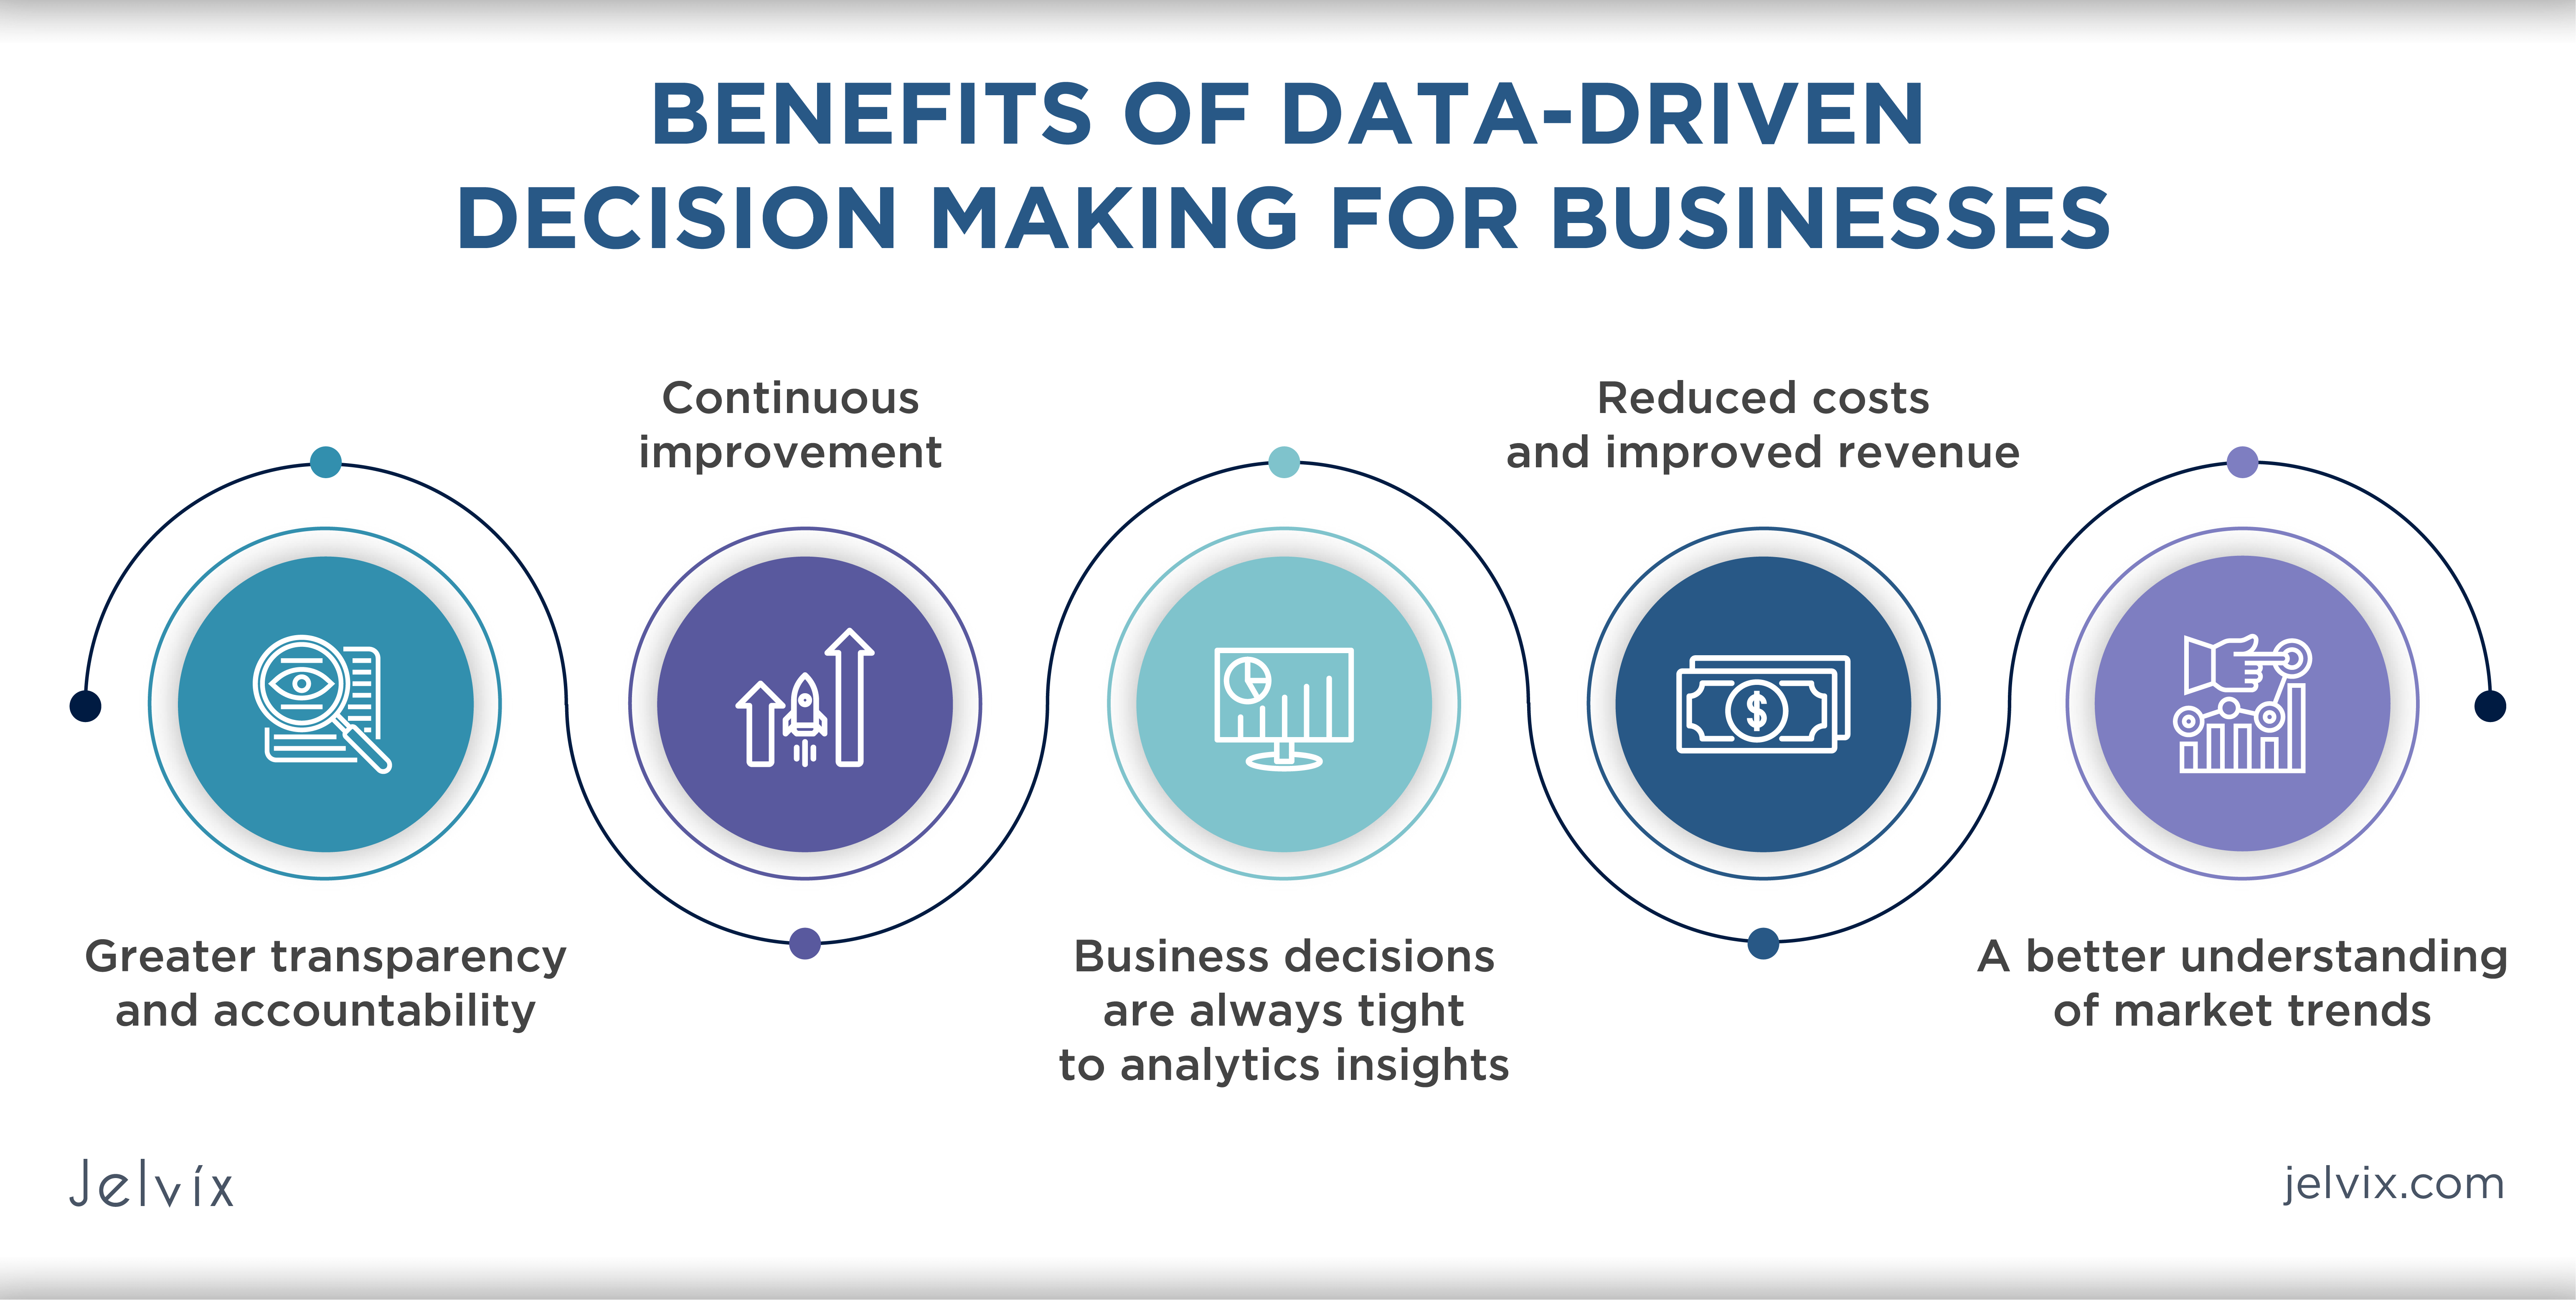 BENEFITS OF DATA-DRIVEN
DECISION MAKING FOR BUSINESSES
Greater transparency
and accountability
Continuous
improvement
Business decisions
are always tight
to analytics insights
Reduced costs
and improved revenue
A better understanding
of market trends
$
Jelvíx
jelvix.com